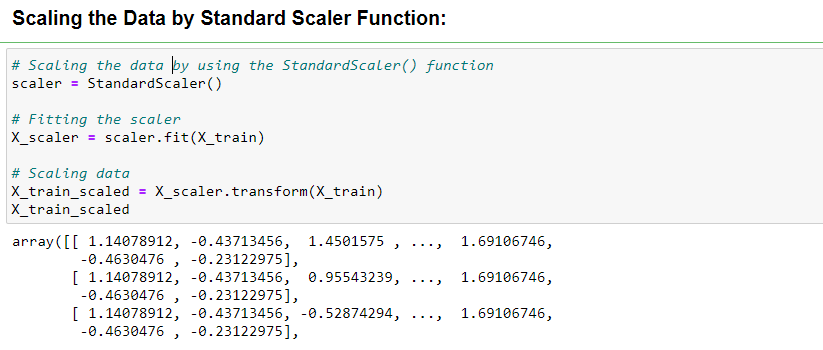 Scaling the Data by Standard Scaler Function:
# Scaling the data by using the StandardScaler() function
scaler = StandardScaler()
# Fitting the scaler
X_scaler = scaler.fit(X_train)
# Scaling data
X_train_scaled = X_scaler.transform(X_train)
X_train_scaled
array([[ 1.14078912, -0.43713456,  1.4501575 , ...,  1.69106746,
        -0.4630476 , -0.23122975],
       [ 1.14078912, -0.43713456,  0.95543239, ...,  1.69106746,
        -0.4630476 , -0.23122975],
       [ 1.14078912, -0.43713456, -0.52874294, ...,  1.69106746,
        -0.4630476 , -0.23122975],